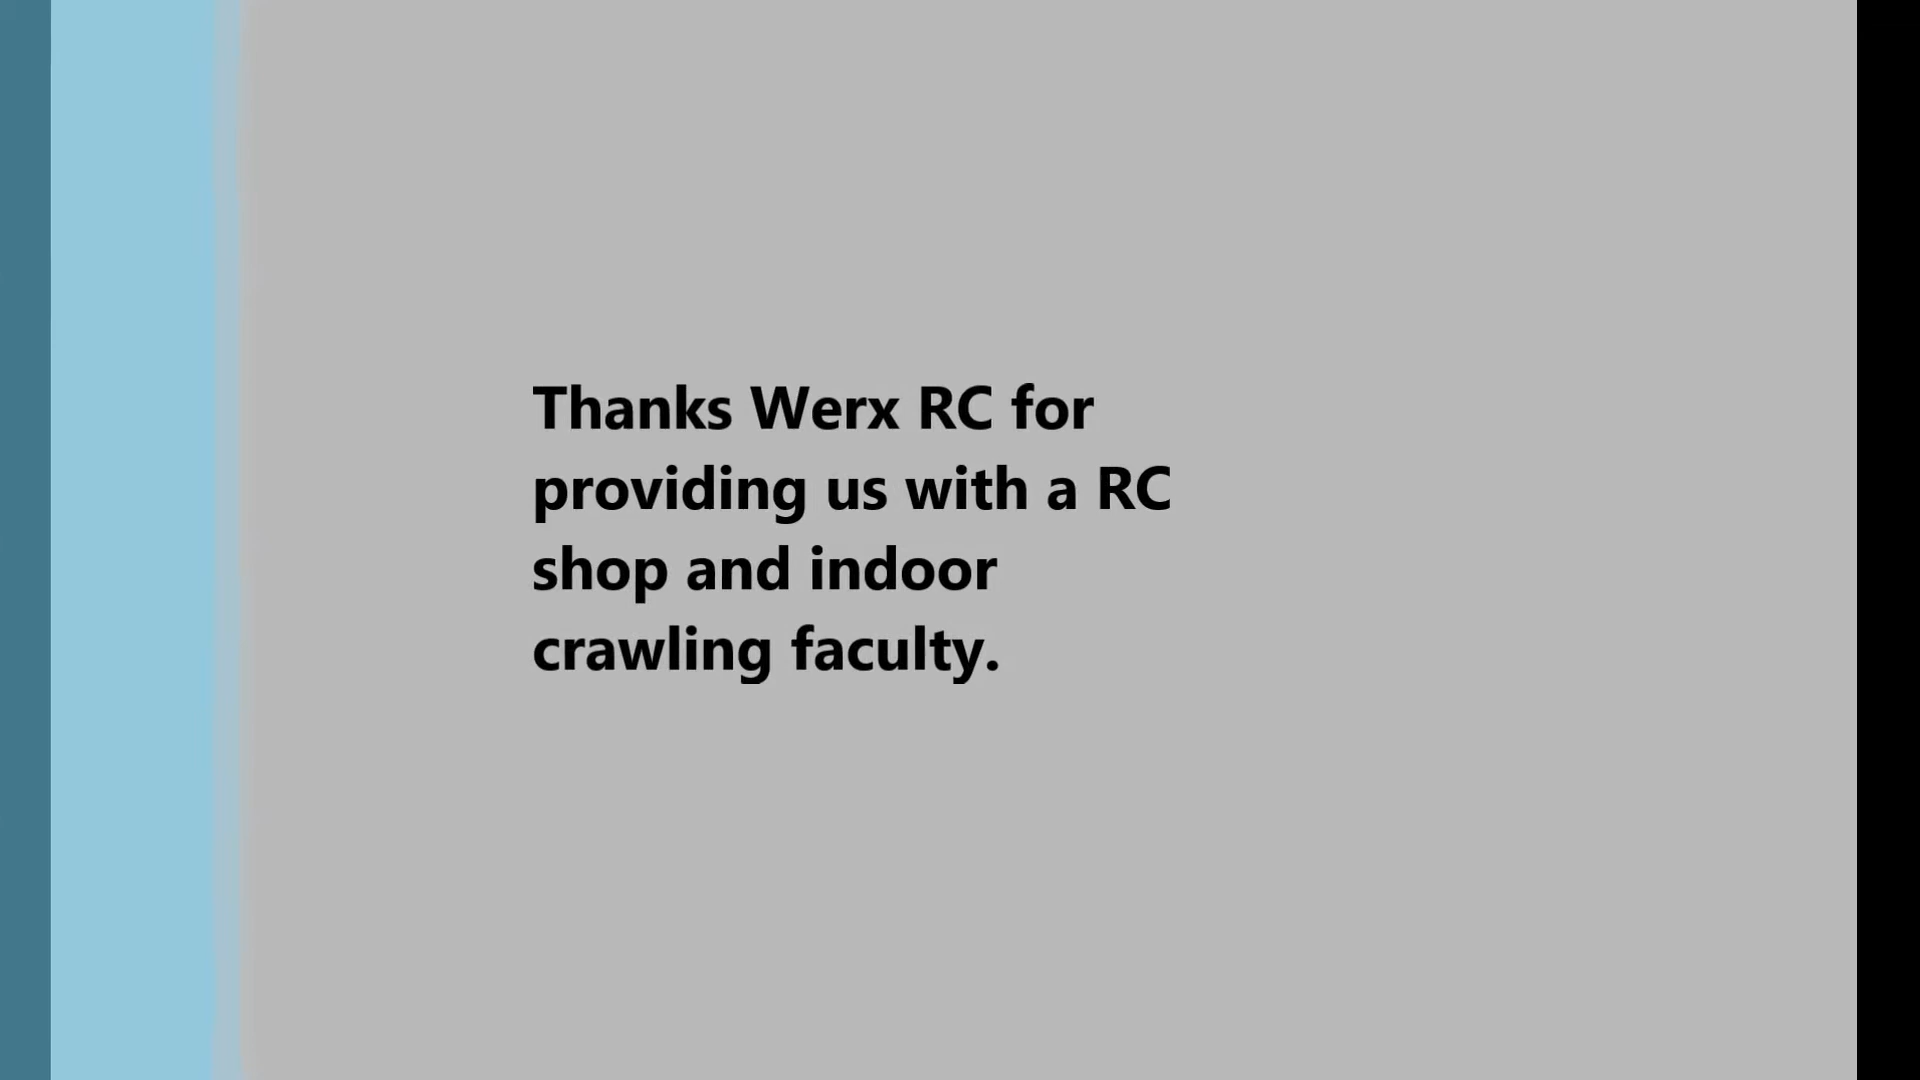 Thanks Werx RC for
providing us with a RC
shop and indoor
crawling faculty.